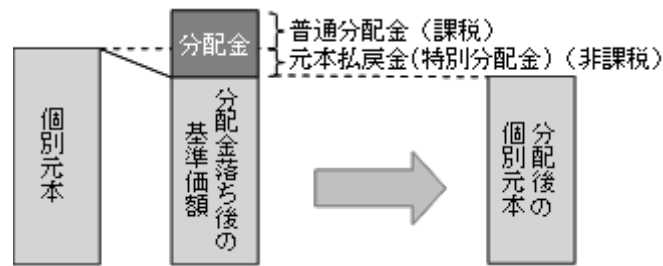 分配金
普通分配金（課税）
元本払戻金(特別分配金)（非課税）
個別元本
分配金落ち後の
基準価額
分配後の
個別元本